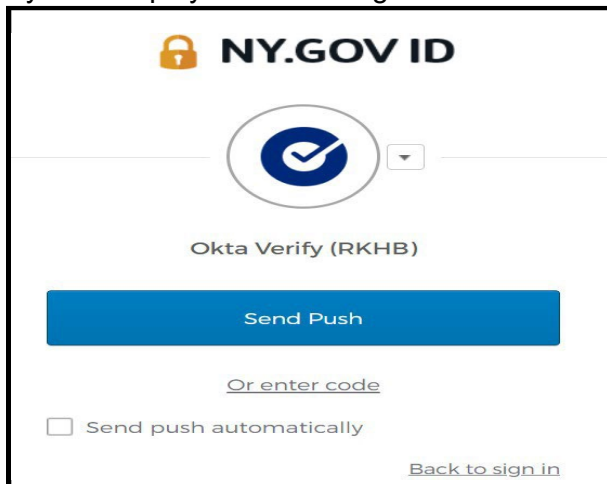 NY.GOV ID
Okta Verify (RKHB)
Send Push
Or enter code
Send push automatically
Back to sign in